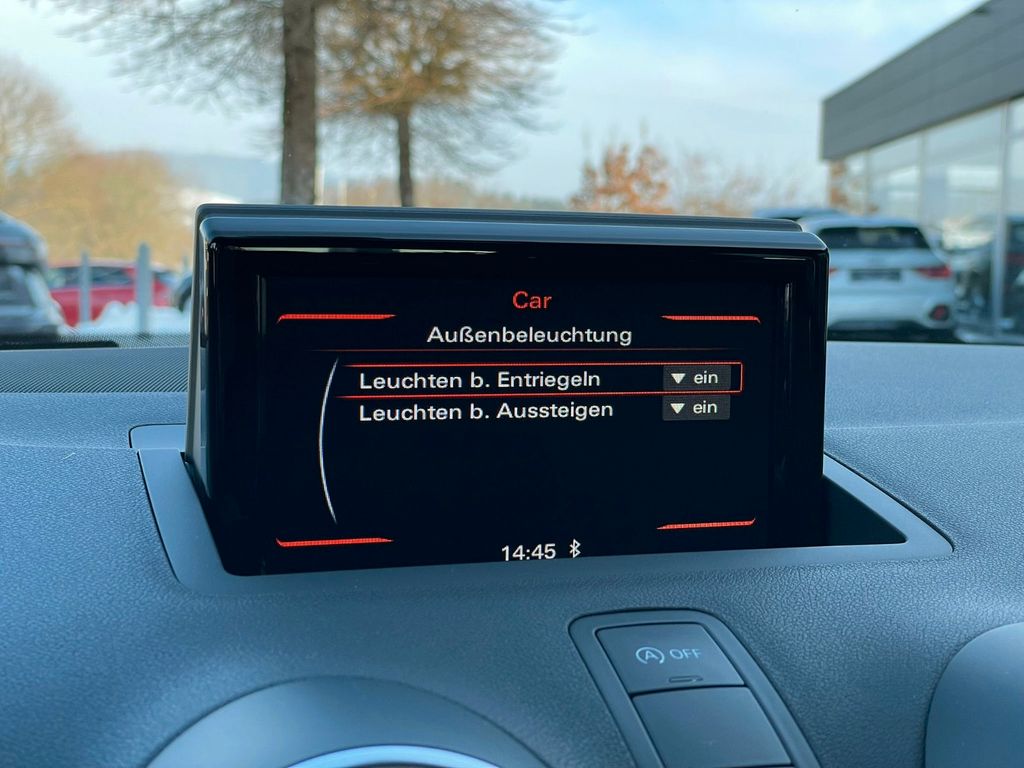 Car
Außenbeleuchtung
Leuchten b. Entriegeln ein
Leuchten b. Aussteigen ein
14:45
A OFF